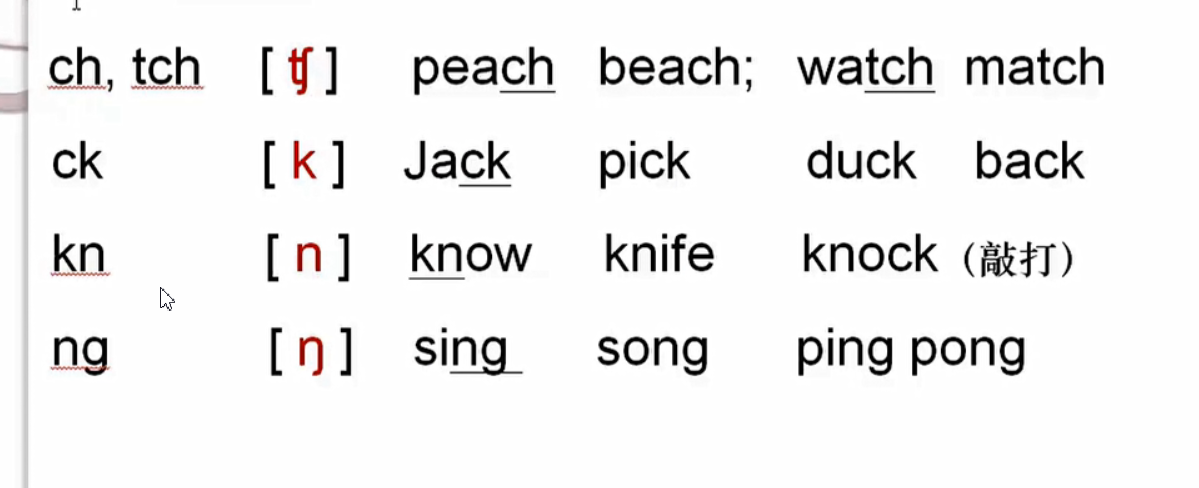 ch, tch [ ʧ ] peach beach; watch match
ck [ k ] Jack pick duck back
kn [ n ] know knife knock （敲打）
ng [ ŋ ] sing song ping pong